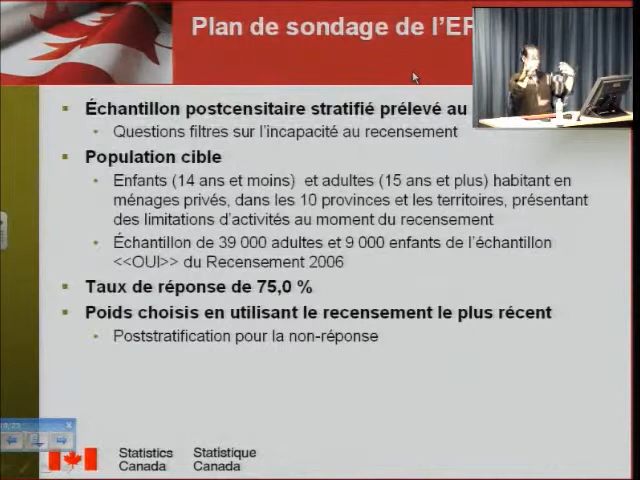 Plan de sondage de l'EP
Échantillon postcensitaire stratifié prélevé au
Questions filtres sur l'incapacité au recensement
Population cible
Enfants (14 ans et moins) et adultes (15 ans et plus) habitant en
ménages privés, dans les 10 provinces et les territoires, présentant
des limitations d'activités au moment du recensement
Échantillon de 39 000 adultes et 9 000 enfants de l'échantillon
<<OUI>> du Recensement 2006
Taux de réponse de 75,0 %
Poids choisis en utilisant le recensement le plus récent
Poststratification pour la non-réponse
Statistics Statistique
Canada Canada